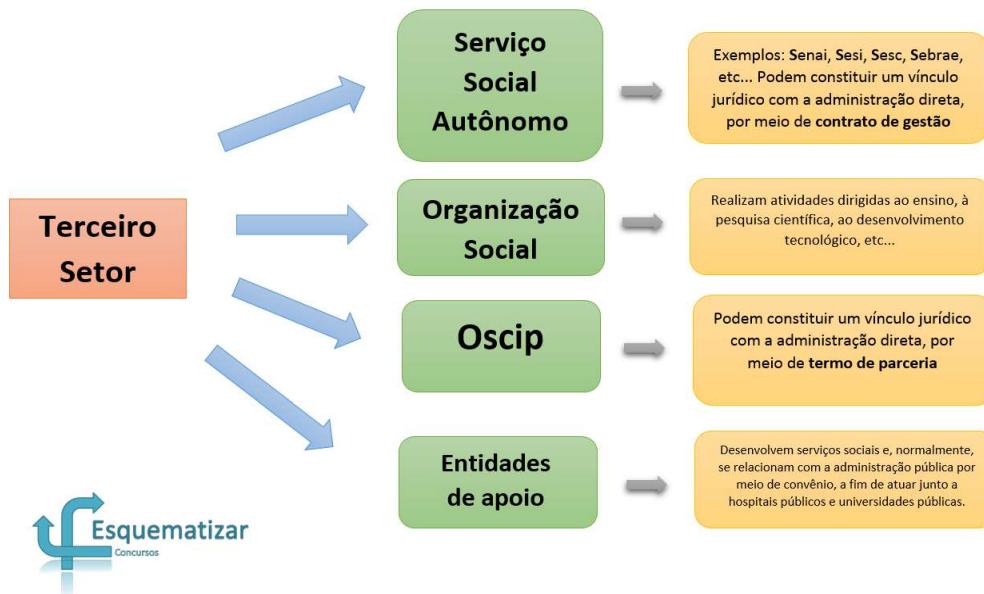 Terceiro
Setor
Serviço
Social
Autônomo
Exemplos: Senai, Sesi, Sesc, Sebrae,
etc... Podem constituir um vínculo
jurídico com a administração direta,
por meio de contrato de gestão
Organização
Social
Realizam atividades dirigidas ao ensino, à
pesquisa científica, ao desenvolvimento
tecnológico, etc...
Oscip
Podem constituir um vínculo jurídico
com a administração direta, por
meio de termo de parceria
Entidades
de apoio
Desenvolvem serviços sociais e, normalmente,
se relacionam com a administração pública por
meio de convênio, a fim de atuar junto a
hospitais públicos e universidades públicas.
Esquematizar
Concursos